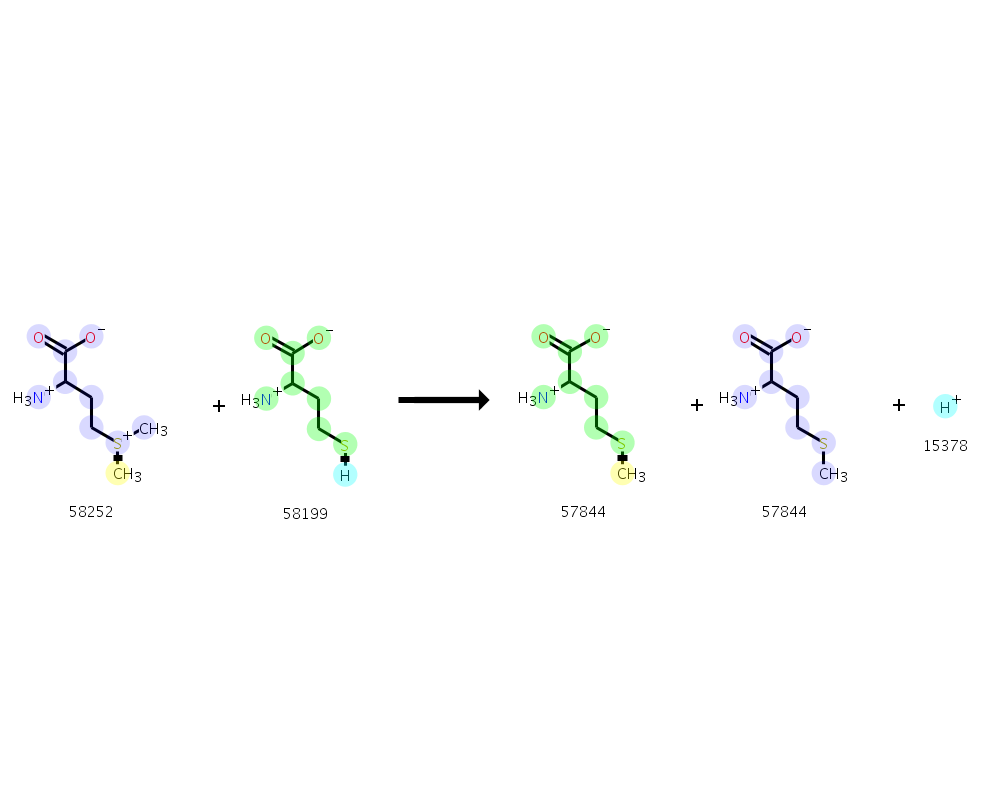 O O−
H3N+
S+ CH3
CH3
58252
+
O O−
H3N+
S
H
58199
O O−
H3N+
S
CH3
57844
+
O O−
H3N+
S
CH3
57844
+
H+
15378